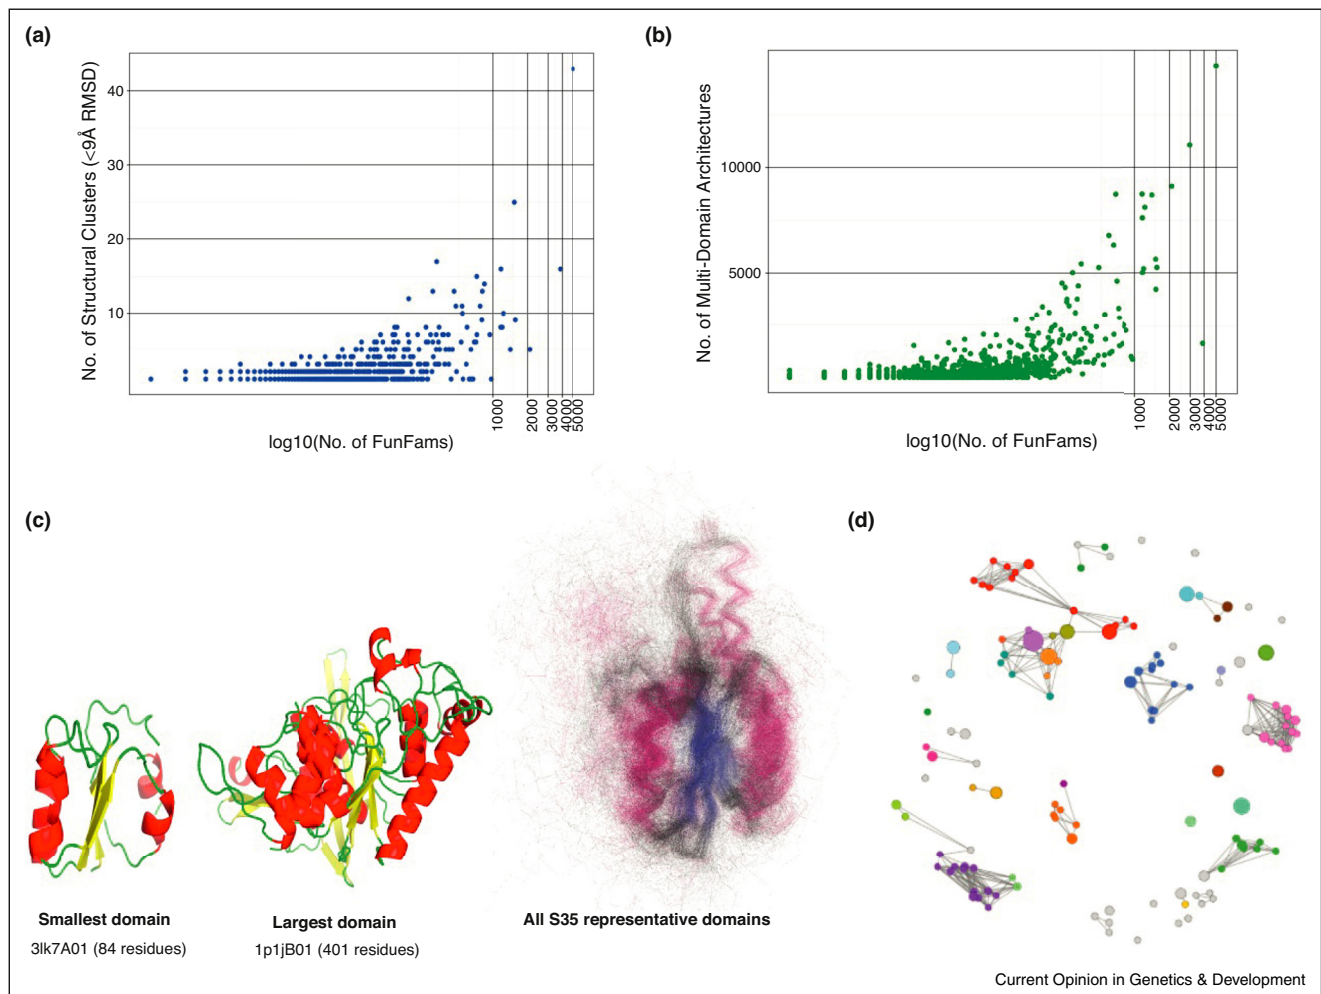 (a)
No. of Structural Clusters (<9Å RMSD)
40
30
20
10
1000
2000
3000
4000
5000
log10(No. of FunFams)
(b)
No. of Multi-Domain Architectures
10000
5000
1000
2000
3000
4000
5000
log10(No. of FunFams)
(c)
Smallest domain
3lk7A01 (84 residues)
Largest domain
1p1jB01 (401 residues)
All S35 representative domains
(d)
Current Opinion in Genetics & Development